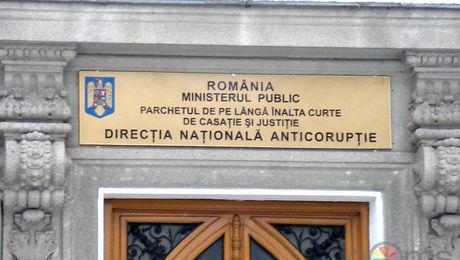 ROMÂNIA
MINISTERUL PUBLIC
PARCHETUL DE PE LÂNGĂ ÎNALTA CURTE
DE CASAȚIE ȘI JUSTIȚIE
DIRECȚIA NAȚIONALĂ ANTICORUPȚIE